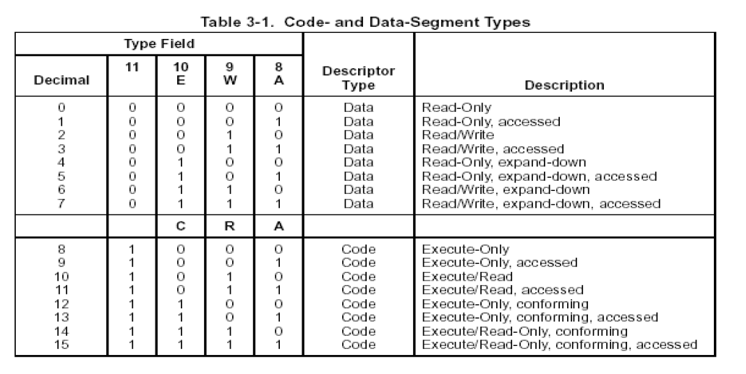 Table 3-1. Code- and Data-Segment Types
Type Field
Decimal 11 10 E 9 W 8 A Descriptor Type Description
0 0 0 0 0 Data Read-Only
1 0 0 0 1 Data Read-Only, accessed
2 0 0 1 0 Data Read/Write
3 0 0 1 1 Data Read/Write, accessed
4 0 1 0 0 Data Read-Only, expand-down
5 0 1 0 1 Data Read-Only, expand-down, accessed
6 0 1 1 0 Data Read/Write, expand-down
7 0 1 1 1 Data Read/Write, expand-down, accessed
C R A
8 1 0 0 0 Code Execute-Only
9 1 0 0 1 Code Execute-Only, accessed
10 1 0 1 0 Code Execute/Read
11 1 0 1 1 Code Execute/Read, accessed
12 1 1 0 0 Code Execute-Only, conforming
13 1 1 0 1 Code Execute-Only, conforming, accessed
14 1 1 1 0 Code Execute/Read-Only, conforming
15 1 1 1 1 Code Execute/Read-Only, conforming, accessed